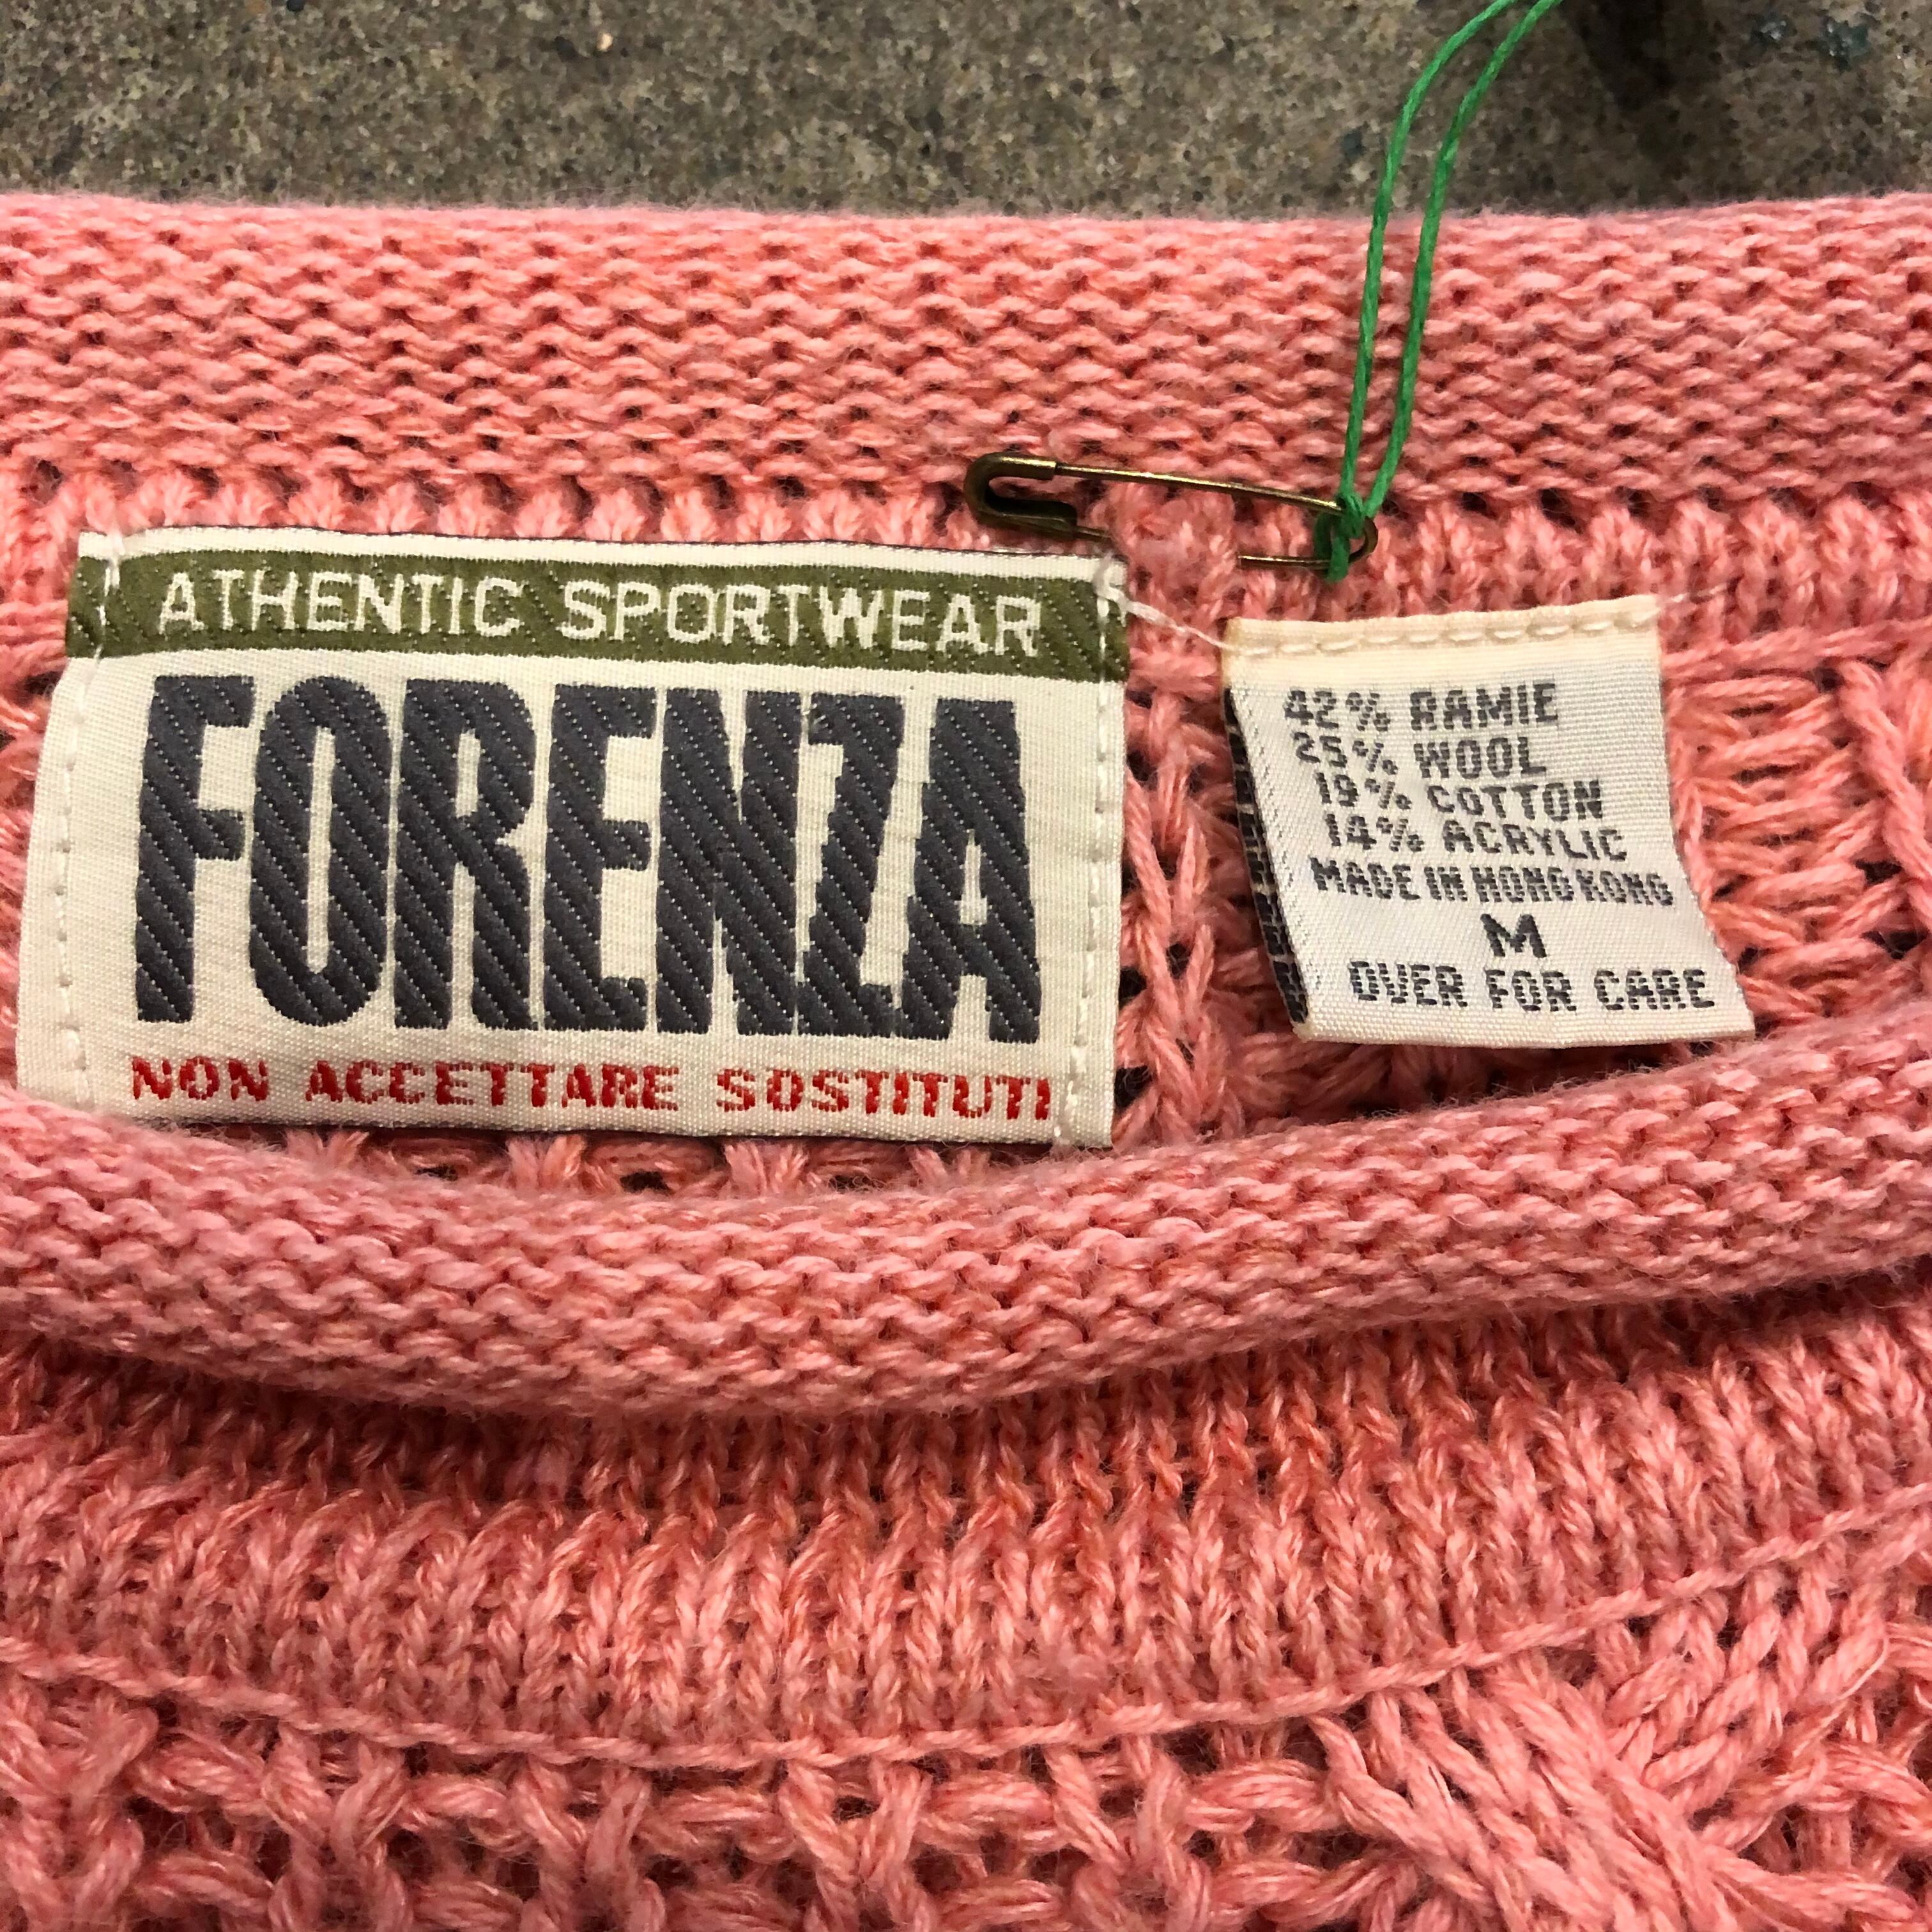 ATHENTIC SPORTWEAR
FORENZA
NON ACCETTARE SOSTITUTI
42% RAMIE
25% WOOL
19% COTTON
14% ACRYLIC
MADE IN HONG KONG
M
OVER FOR CARE